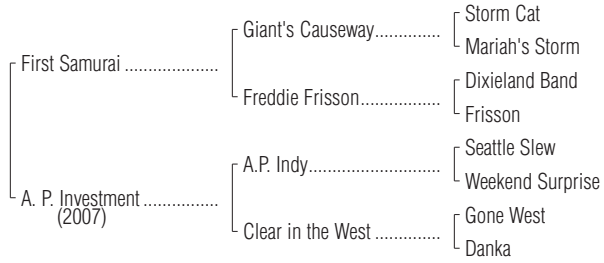 Storm Cat
Giant's Causeway..............
Mariah's Storm
First Samurai ....................
Dixieland Band
Freddie Frisson.................
Frisson
Seattle Slew
A.P. Indy............................
Weekend Surprise
A. P. Investment ................
(2007)
Gone West
Clear in the West ..............
Danka